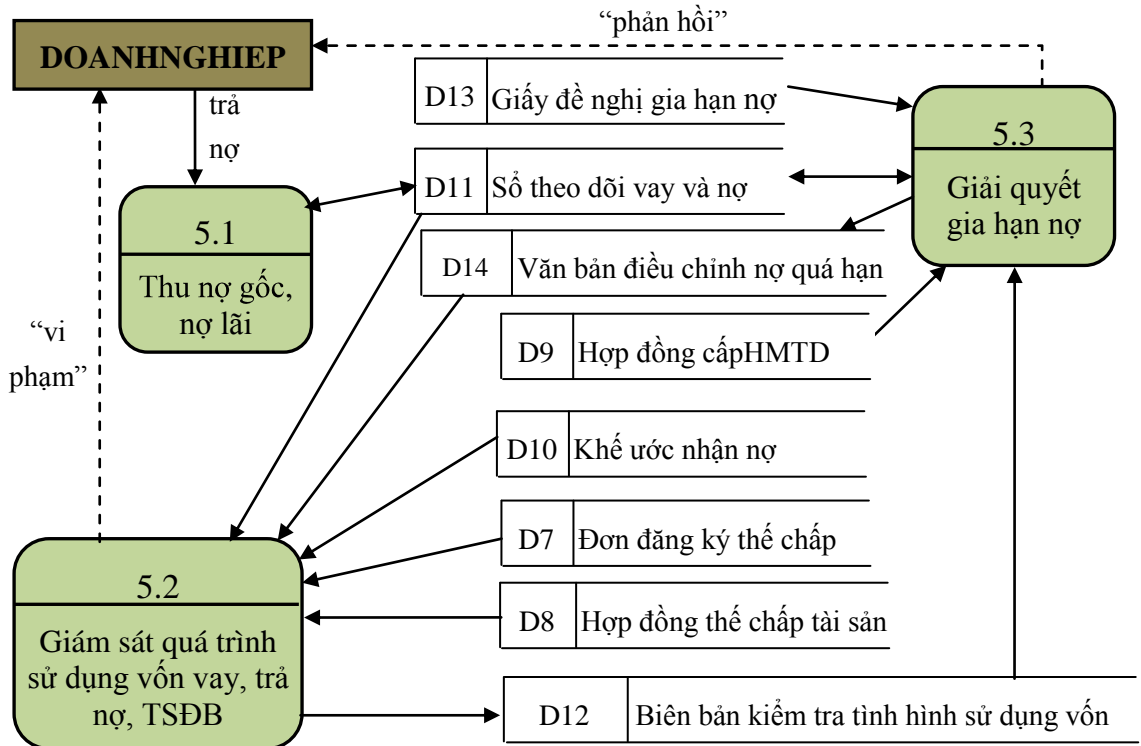 “phản hồi”
DOANHNGHIEP
trả
nợ
D13 Giấy đề nghị gia hạn nợ
5.3
Giải quyết
gia hạn nợ
D11 Sổ theo dõi vay và nợ
5.1
Thu nợ gốc,
nợ lãi
D14 Văn bản điều chỉnh nợ quá hạn
“vi
phạm”
D9 Hợp đồng cấpHMTD
D10 Khế ước nhận nợ
D7 Đơn đăng ký thế chấp
5.2
Giám sát quá trình
sử dụng vốn vay, trả
nợ, TSĐB
D8 Hợp đồng thế chấp tài sản
D12 Biên bản kiểm tra tình hình sử dụng vốn